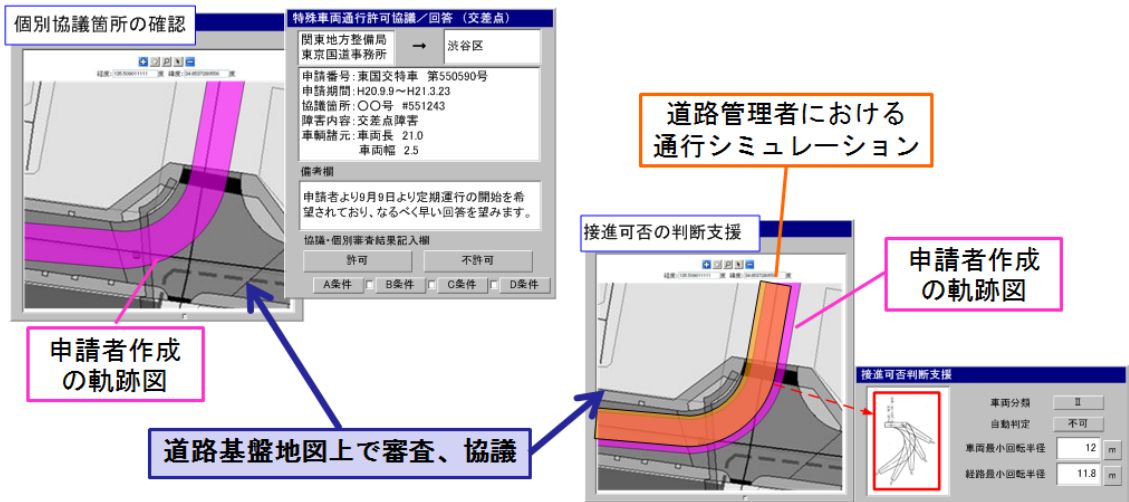 個別協議箇所の確認
経度:
度 緯度:
度
特殊車両通行許可協議／回答（交差点）
関東地方整備局
東京国道事務所
→
渋谷区
申請番号:東国交特車 第550590号
申請期間:H20.9.9～H21.3.23
協議箇所:〇〇号 #551243
障害内容:交差点障害
車輌諸元:車両長 21.0
車両幅 2.5
備考欄
申請者より9月9日より定期運行の開始を希
望されており、なるべく早い回答を望みます。
協議・個別審査結果記入欄
許可
不許可
A条件
B条件
C条件
D条件
申請者作成
の軌跡図
道路基盤地図上で審査、協議
道路管理者における
通行シミュレーション
接進可否の判断支援
経度:
度 緯度:
度
申請者作成
の軌跡図
接進可否判断支援
車両分類
Ⅱ
自動判定
不可
車両最小回転半径
12
m
経路最小回転半径
11.8
m